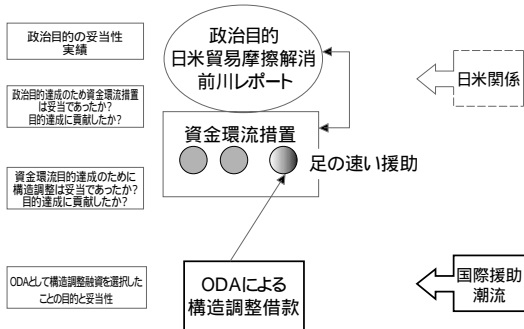 政治目的の妥当性
実績
政治目的達成のため資金環流措置
は妥当であったか?
目的達成に貢献したか?
資金環流目的達成のために
構造調整は妥当であったか?
目的達成に貢献したか?
ODAとして構造調整融資を選択した
ことの目的と妥当性
政治目的
日米貿易摩擦解消
前川レポート
資金環流措置
足の速い援助
ODAによる
構造調整借款
日米関係
国際援助
潮流